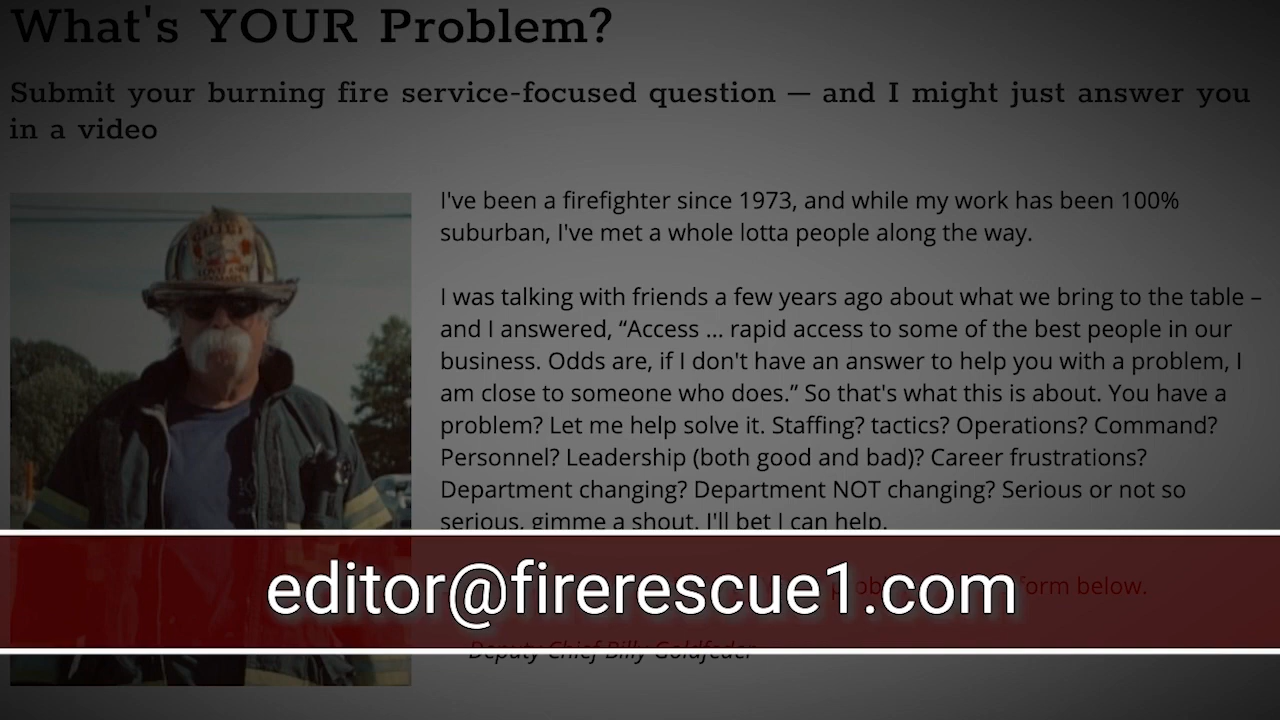 What's YOUR Problem?
Submit your burning fire service-focused question — and I might just answer you
in a video
I've been a firefighter since 1973, and while my work has been 100%
suburban, I've met a whole lotta people along the way.
I was talking with friends a few years ago about what we bring to the table –
and I answered, “Access ... rapid access to some of the best people in our
business. Odds are, if I don't have an answer to help you with a problem, I
am close to someone who does.” So that's what this is about. You have a
problem? Let me help solve it. Staffing? tactics? Operations? Command?
Personnel? Leadership (both good and bad)? Career frustrations?
Department changing? Department NOT changing? Serious or not so
serious, gimme a shout. I'll bet I can help.
form below.
editor@firerescue1.com
Deputy Chief Billy Goldfeder